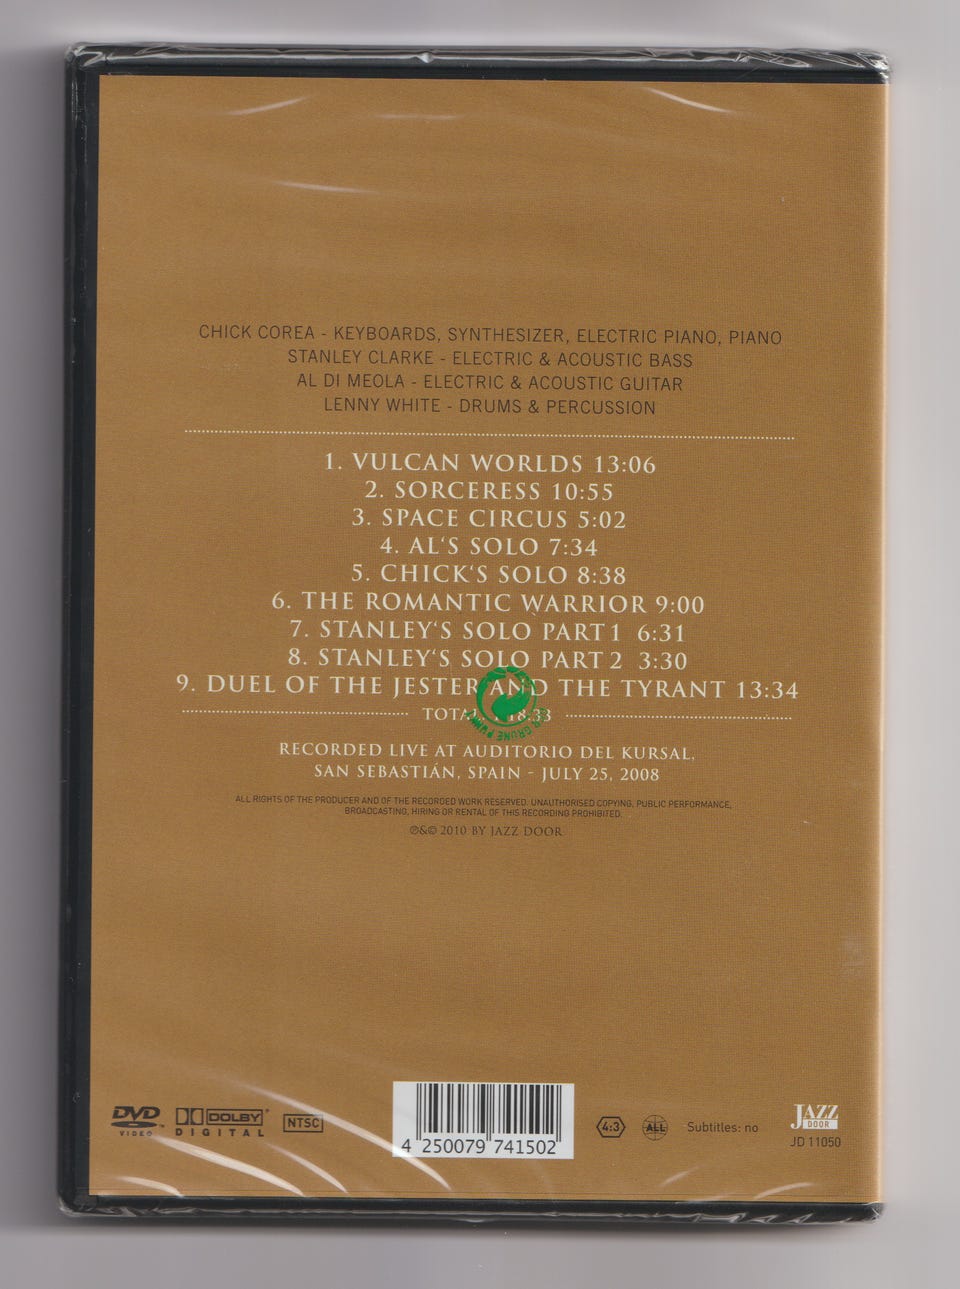 CHICK COREA - KEYBOARDS, SYNTHESIZER, ELECTRIC PIANO, PIANO
STANLEY CLARKE - ELECTRIC & ACOUSTIC BASS
AL DI MEOLA - ELECTRIC & ACOUSTIC GUITAR
LENNY WHITE - DRUMS & PERCUSSION
1. VULCAN WORLDS 13:06
2. SORCERESS 10:55
3. SPACE CIRCUS 5:02
4. AL‘S SOLO 7:34
5. CHICK‘S SOLO 8:38
6. THE ROMANTIC WARRIOR 9:00
7. STANLEY‘S SOLO PART 1 6:31
8. STANLEY‘S SOLO PART 2 3:30
9. DUEL OF THE JESTER AND THE TYRANT 13:34
DER GRÜNE PUNKT
RECORDED LIVE AT AUDITORIO DEL KURSAL,
SAN SEBASTIÁN, SPAIN - JULY 25, 2008
ALL RIGHTS OF THE PRODUCER AND OF THE RECORDED WORK RESERVED. UNAUTHORISED COPYING, PUBLIC PERFORMANCE,
BROADCASTING, HIRING OR RENTAL OF THIS RECORDING PROHIBITED.
℗&© 2010 BY JAZZ DOOR
DVD VIDEO ™
DOLBY DIGITAL
NTSC
4 250079 741502
4:3
ALL
Subtitles: no
JAZZ DOOR
JD 11050